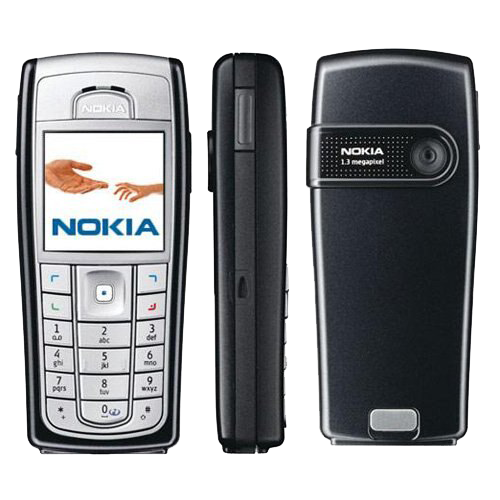 NOKIA
NOKIA
1
2
abc
3
def
4
ghi
5
jkl
6
mno
7
pqrs
8
tuv
9
wxyz
*
+
0
#
NOKIA
1.3 megapixel